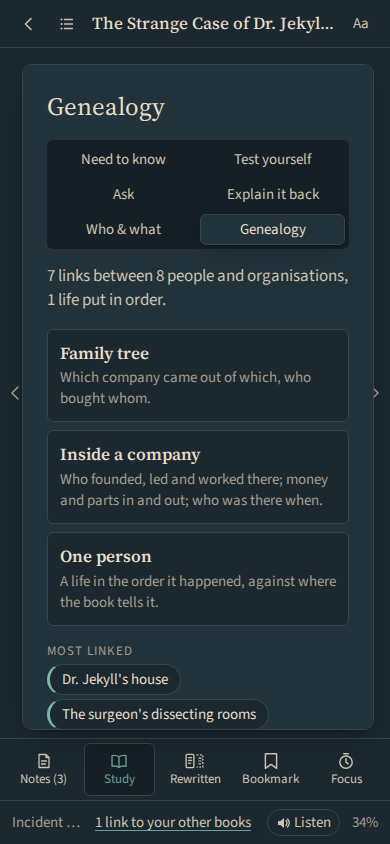 The Strange Case of Dr. Jekyl...
Aa
Genealogy
Need to know
Test yourself
Ask
Explain it back
Who & what
Genealogy
7 links between 8 people and organisations,
1 life put in order.
Family tree
Which company came out of which, who
bought whom.
Inside a company
Who founded, led and worked there; money
and parts in and out; who was there when.
One person
A life in the order it happened, against where
the book tells it.
MOST LINKED
Dr. Jekyll's house
The surgeon's dissecting rooms
Notes (3)
Study
Rewritten
Bookmark
Focus
Incident ...
1 link to your other books
Listen
34%